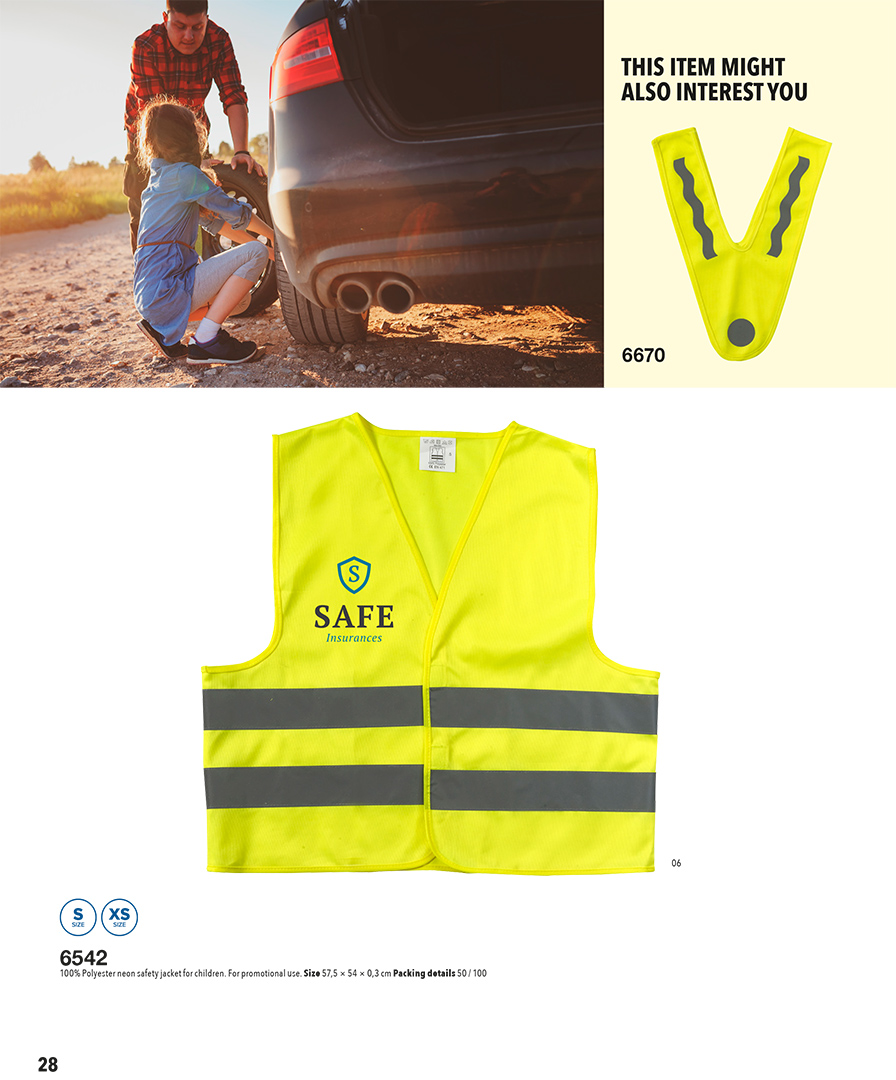 THIS ITEM MIGHT
ALSO INTEREST YOU
6670
S
SAFE
Insurances
06
S
SIZE
XS
SIZE
6542
100% Polyester neon safety jacket for children. For promotional use. Size 57,5 × 54 × 0,3 cm Packing details 50 / 100
28